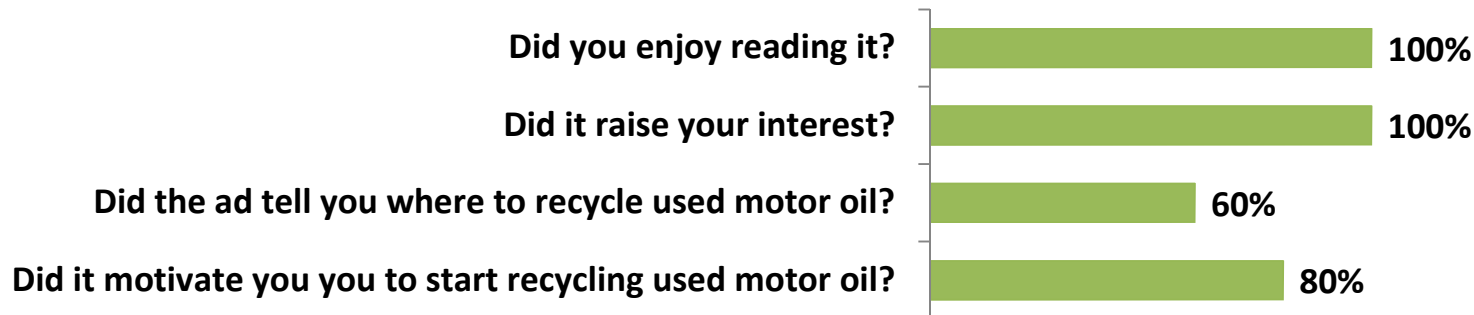 Did you enjoy reading it? 100%
Did it raise your interest? 100%
Did the ad tell you where to recycle used motor oil? 60%
Did it motivate you you to start recycling used motor oil? 80%